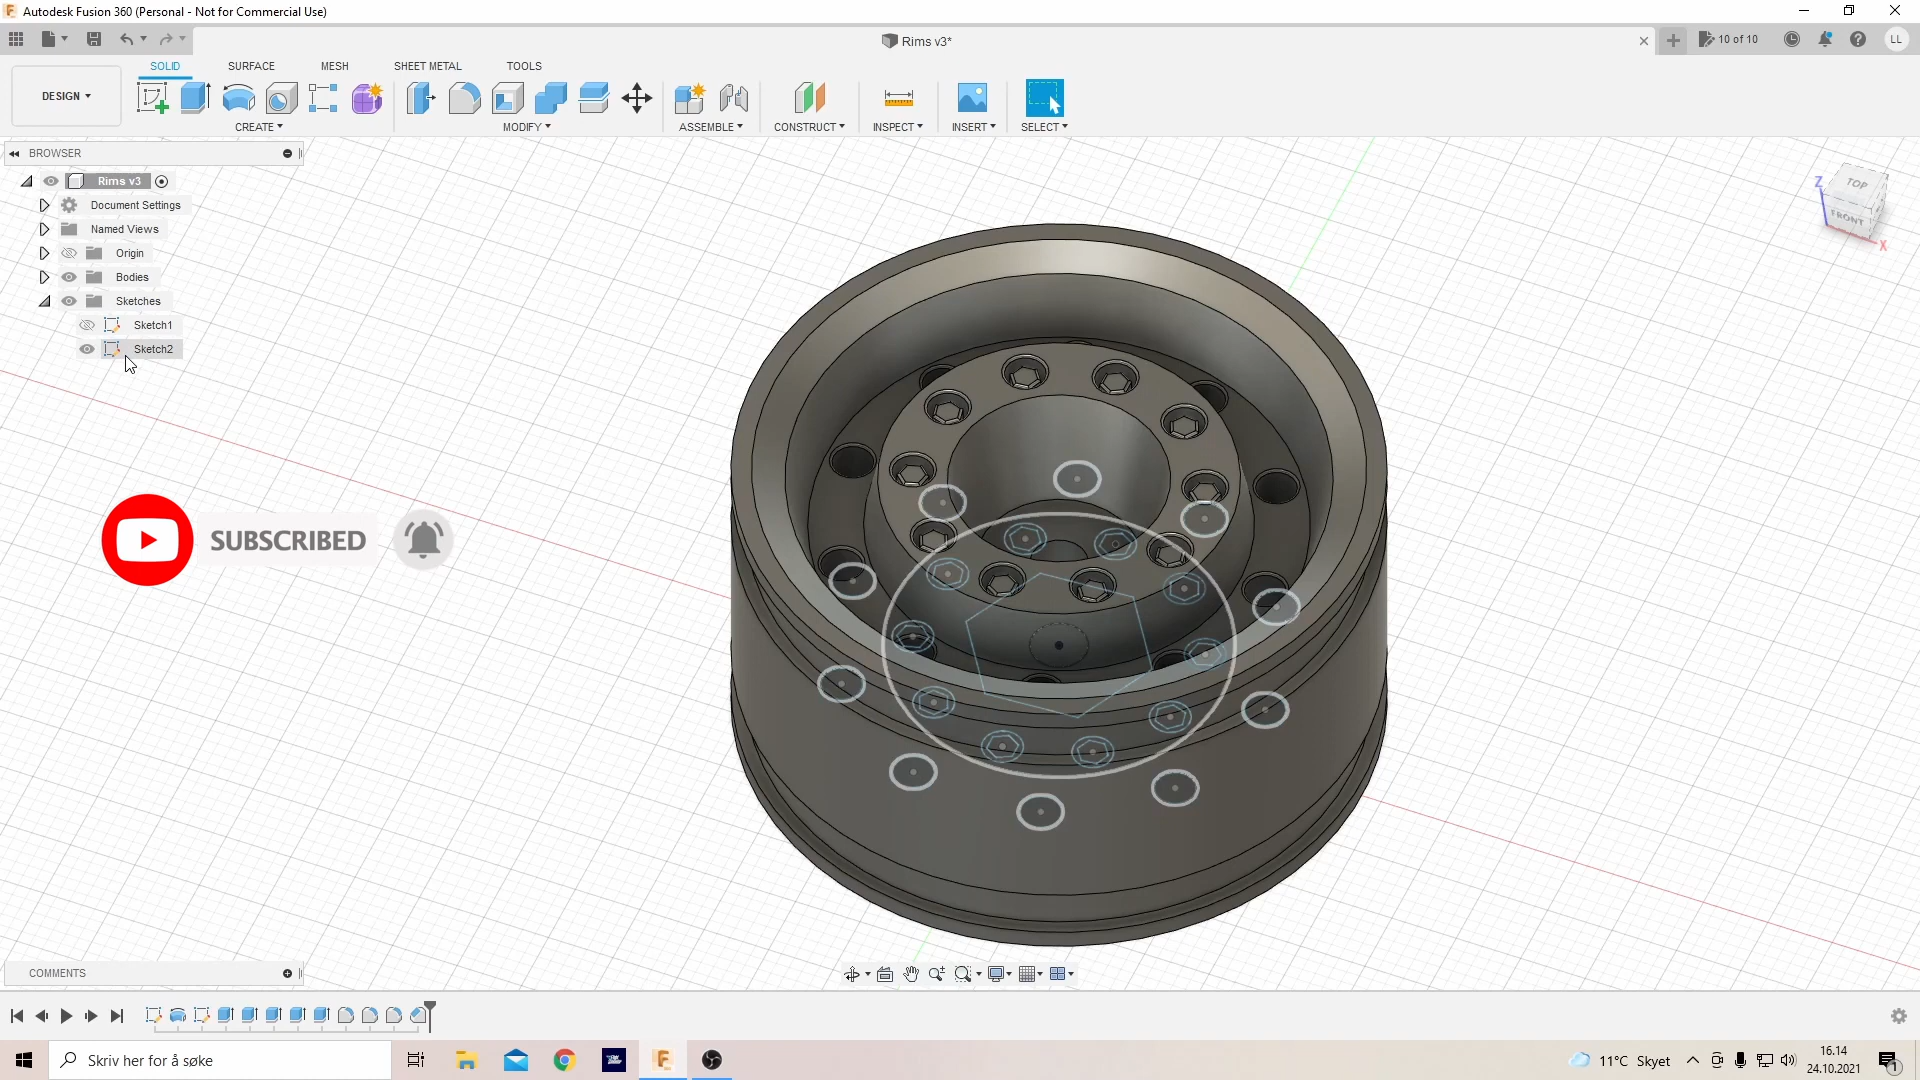 Autodesk Fusion 360 (Personal - Not for Commercial Use)
Rims v3*
10 of 10
LL
DESIGN
SOLID
SURFACE
MESH
SHEET METAL
TOOLS
CREATE
MODIFY
ASSEMBLE
CONSTRUCT
INSPECT
INSERT
SELECT
BROWSER
Rims v3
Document Settings
Named Views
Origin
Bodies
Sketches
Sketch1
Sketch2
TOP
FRONT
Z
X
SUBSCRIBED
COMMENTS
Skriv her for å søke
11°C Skyet
16.14
24.10.2021
1